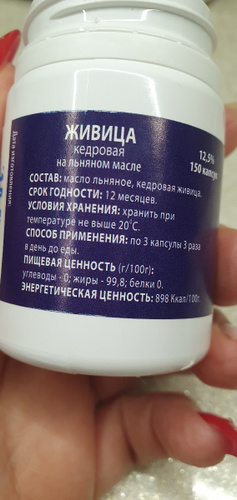 ЖИВИЦА
кедровая
на льняном масле
12,5%
150 капсул
СОСТАВ: масло льняное, кедровая живица.
СРОК ГОДНОСТИ: 12 месяцев.
УСЛОВИЯ ХРАНЕНИЯ: хранить при
температуре не выше 20°С.
СПОСОБ ПРИМЕНЕНИЯ: по 3 капсулы 3 раза
в день до еды.
ПИЩЕВАЯ ЦЕННОСТЬ (г/100г):
углеводы - 0; жиры - 99,8; белки 0.
ЭНЕРГЕТИЧЕСКАЯ ЦЕННОСТЬ: 898 Ккал/100г.
Дата изготовления: